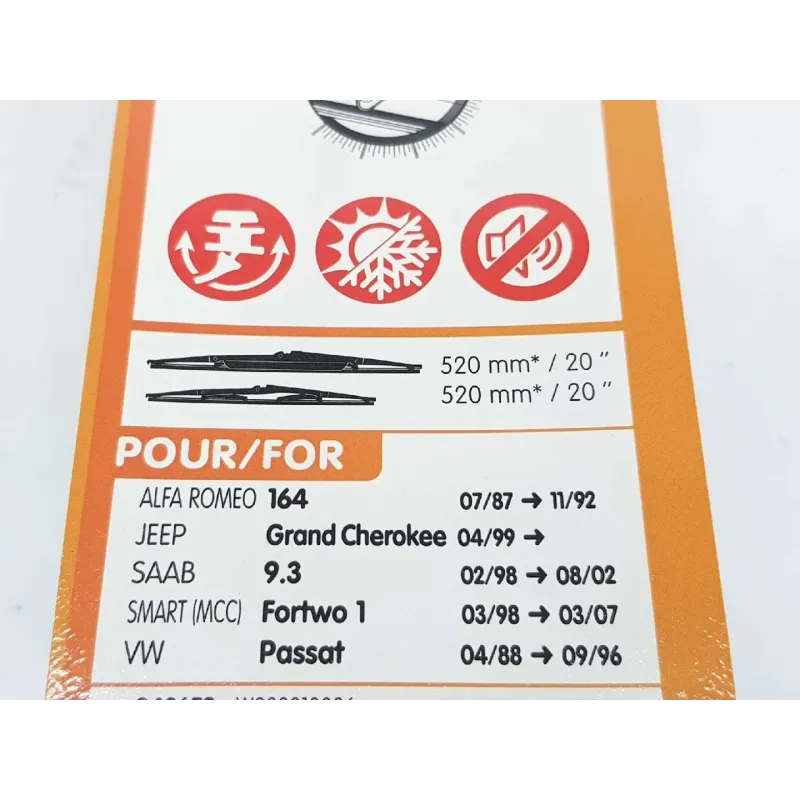 520 mm* / 20 "
520 mm* / 20 "
POUR/FOR
ALFA ROMEO 164 07/87 → 11/92
JEEP Grand Cherokee 04/99 →
SAAB 9.3 02/98 → 08/02
SMART (MCC) Fortwo 1 03/98 → 03/07
VW Passat 04/88 → 09/96